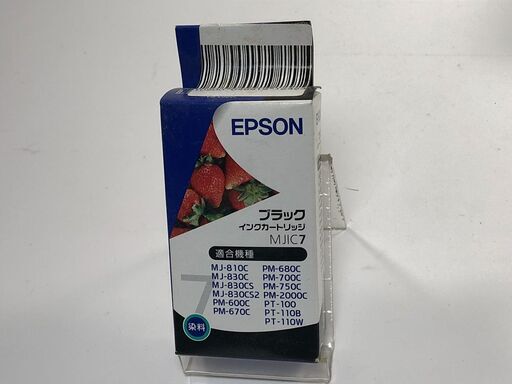 EPSON
ブラック
インクカートリッジ
MJIC7
適合機種
MJ-810C PM-680C
MJ-830C PM-700C
MJ-830CS PM-750C
MJ-830CS2 PM-2000C
PM-600C PT-100
PM-670C PT-110B
PT-110W
7
染料